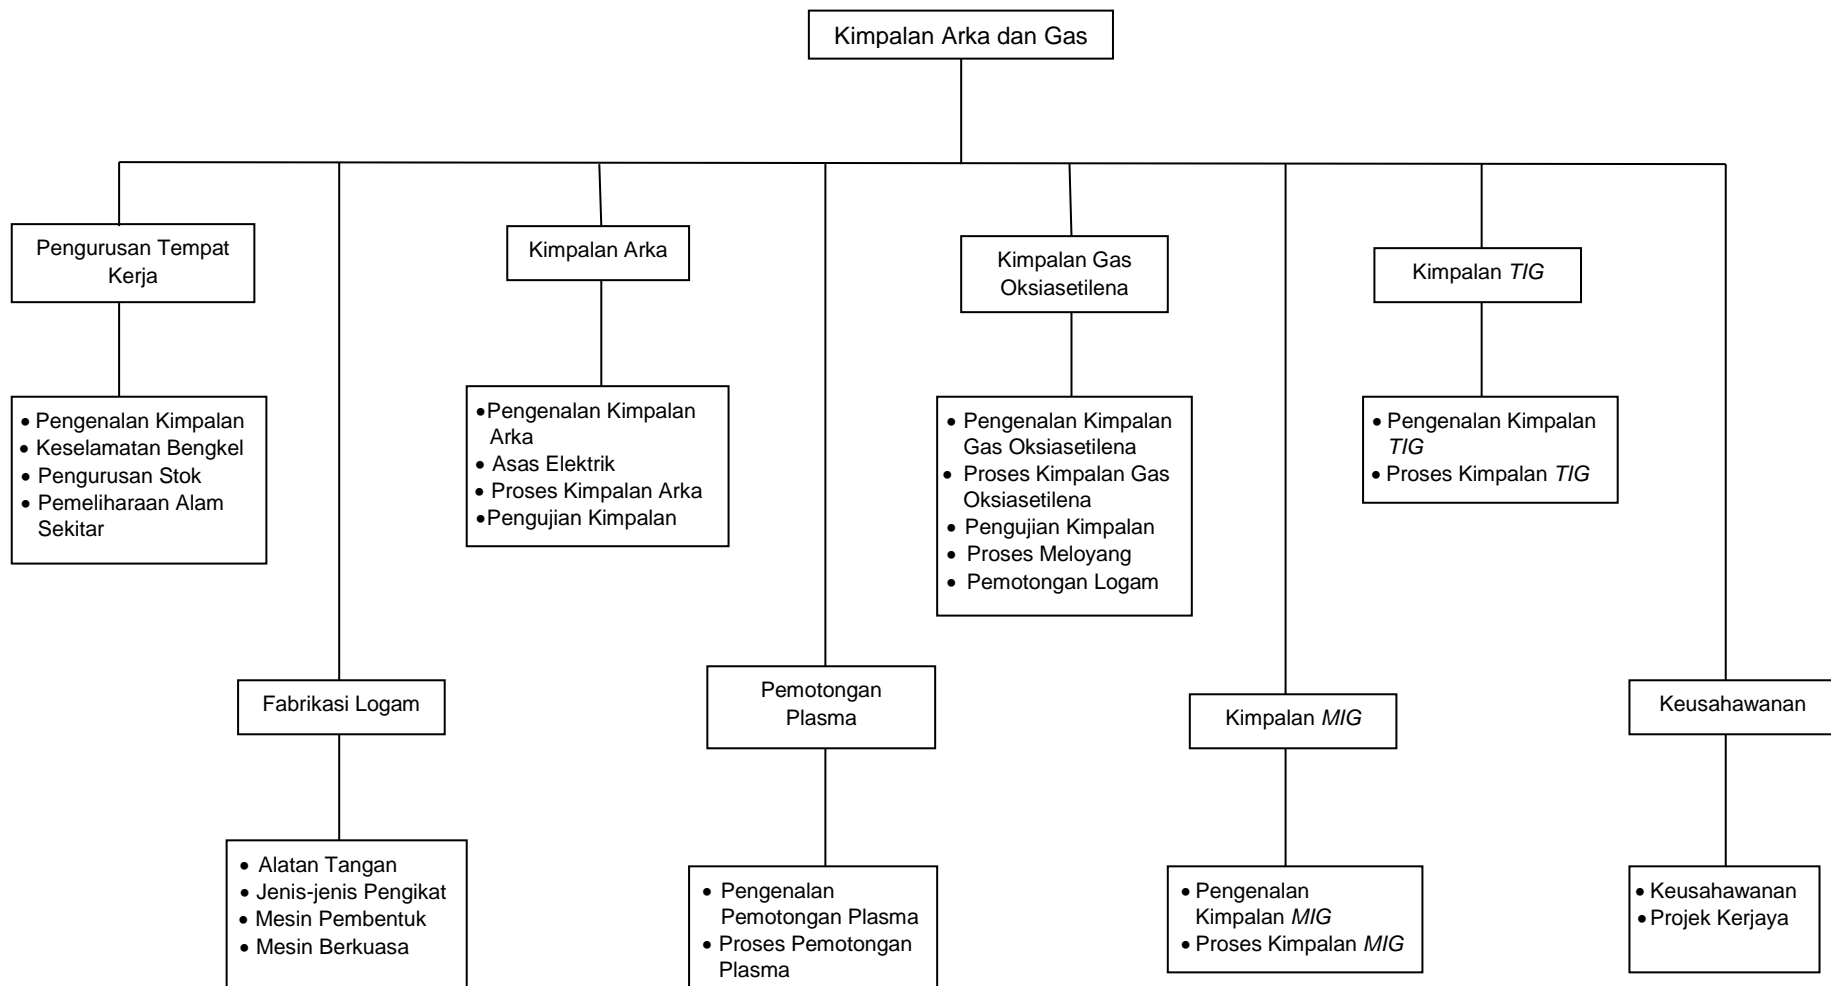 Kimpalan Arka dan Gas
Pengurusan Tempat
Kerja
• Pengenalan Kimpalan
• Keselamatan Bengkel
• Pengurusan Stok
• Pemeliharaan Alam
Sekitar
Fabrikasi Logam
• Alatan Tangan
• Jenis-jenis Pengikat
• Mesin Pembentuk
• Mesin Berkuasa
Kimpalan Arka
• Pengenalan Kimpalan
Arka
• Asas Elektrik
• Proses Kimpalan Arka
• Pengujian Kimpalan
Pemotongan
Plasma
• Pengenalan
Pemotongan Plasma
• Proses Pemotongan
Plasma
Kimpalan Gas
Oksiasetilena
• Pengenalan Kimpalan
Gas Oksiasetilena
• Proses Kimpalan Gas
Oksiasetilena
• Pengujian Kimpalan
• Proses Meloyang
• Pemotongan Logam
Kimpalan MIG
• Pengenalan
Kimpalan MIG
• Proses Kimpalan MIG
Kimpalan TIG
• Pengenalan Kimpalan
TIG
• Proses Kimpalan TIG
Keusahawanan
• Keusahawanan
• Projek Kerjaya